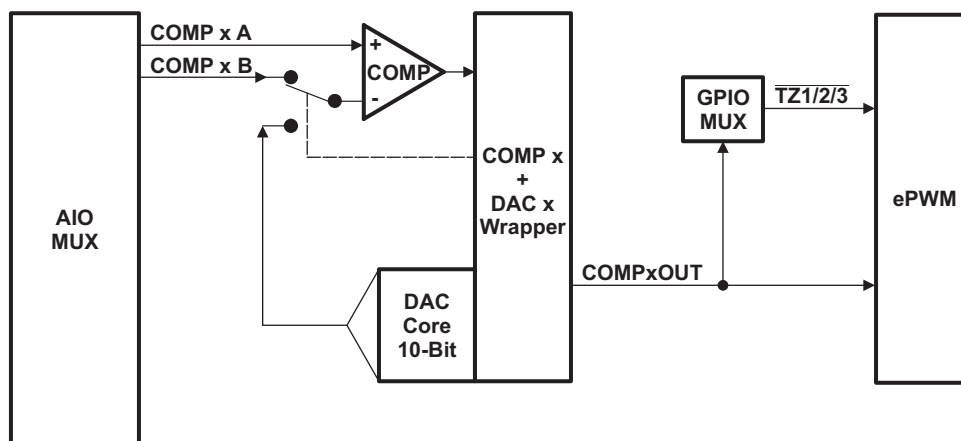 COMP x A
COMP x B
+
COMP
-
AIO
MUX
COMP x
+
DAC x
Wrapper
DAC
Core
10-Bit
COMPxOUT
GPIO
MUX
TZ1/2/3
ePWM